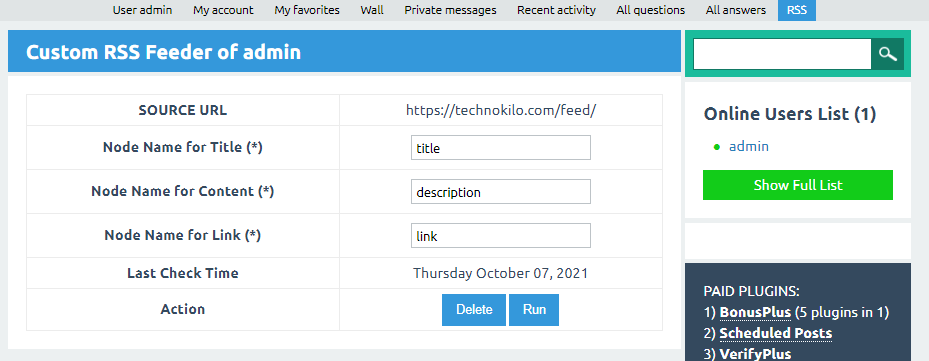 User admin My account My favorites Wall Private messages Recent activity All questions All answers RSS
Custom RSS Feeder of admin
SOURCE URL https://technokilo.com/feed/
Node Name for Title (*) title
Node Name for Content (*) description
Node Name for Link (*) link
Last Check Time Thursday October 07, 2021
Action Delete Run
Online Users List (1)
admin
Show Full List
PAID PLUGINS:
1) BonusPlus (5 plugins in 1)
2) Scheduled Posts
3) VerifyPlus